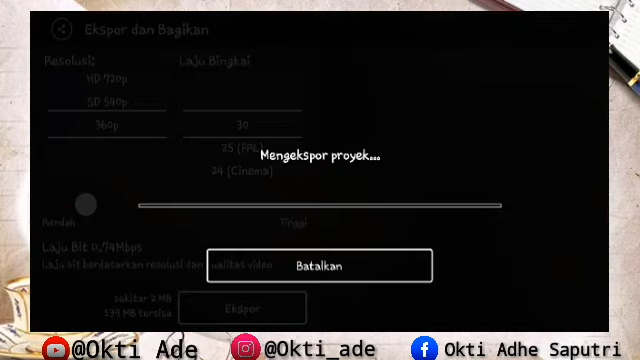 Ekspor dan Bagikan
Resolusi: Laju Bingkai
HD 720p
SD 540p
360p 30
25 (PAL)
24 (Cinema)
Mengekspor proyek...
Rendah Tinggi
Laju Bit 0,74Mbps
Laju bit berdasarkan resolusi dan kualitas video
Batalkan
sekitar 2 MB
139 MB tersisa
Ekspor
@Okti Ade @Okti_ade Okti Adhe Saputri